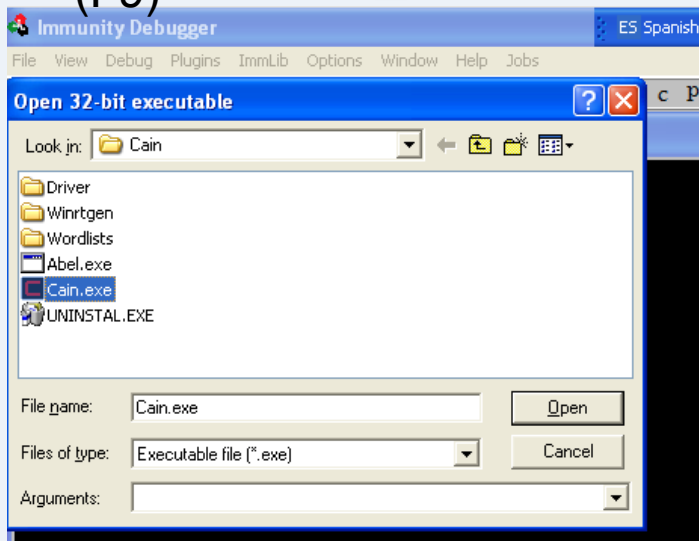 Immunity Debugger
ES Spanish
File View Debug Plugins ImmLib Options Window Help Jobs
Open 32-bit executable
c p
Look in: Cain
Driver
Winrtgen
Wordlists
Abel.exe
Cain.exe
UNINSTAL.EXE
File name: Cain.exe
Open
Files of type: Executable file (*.exe)
Cancel
Arguments: